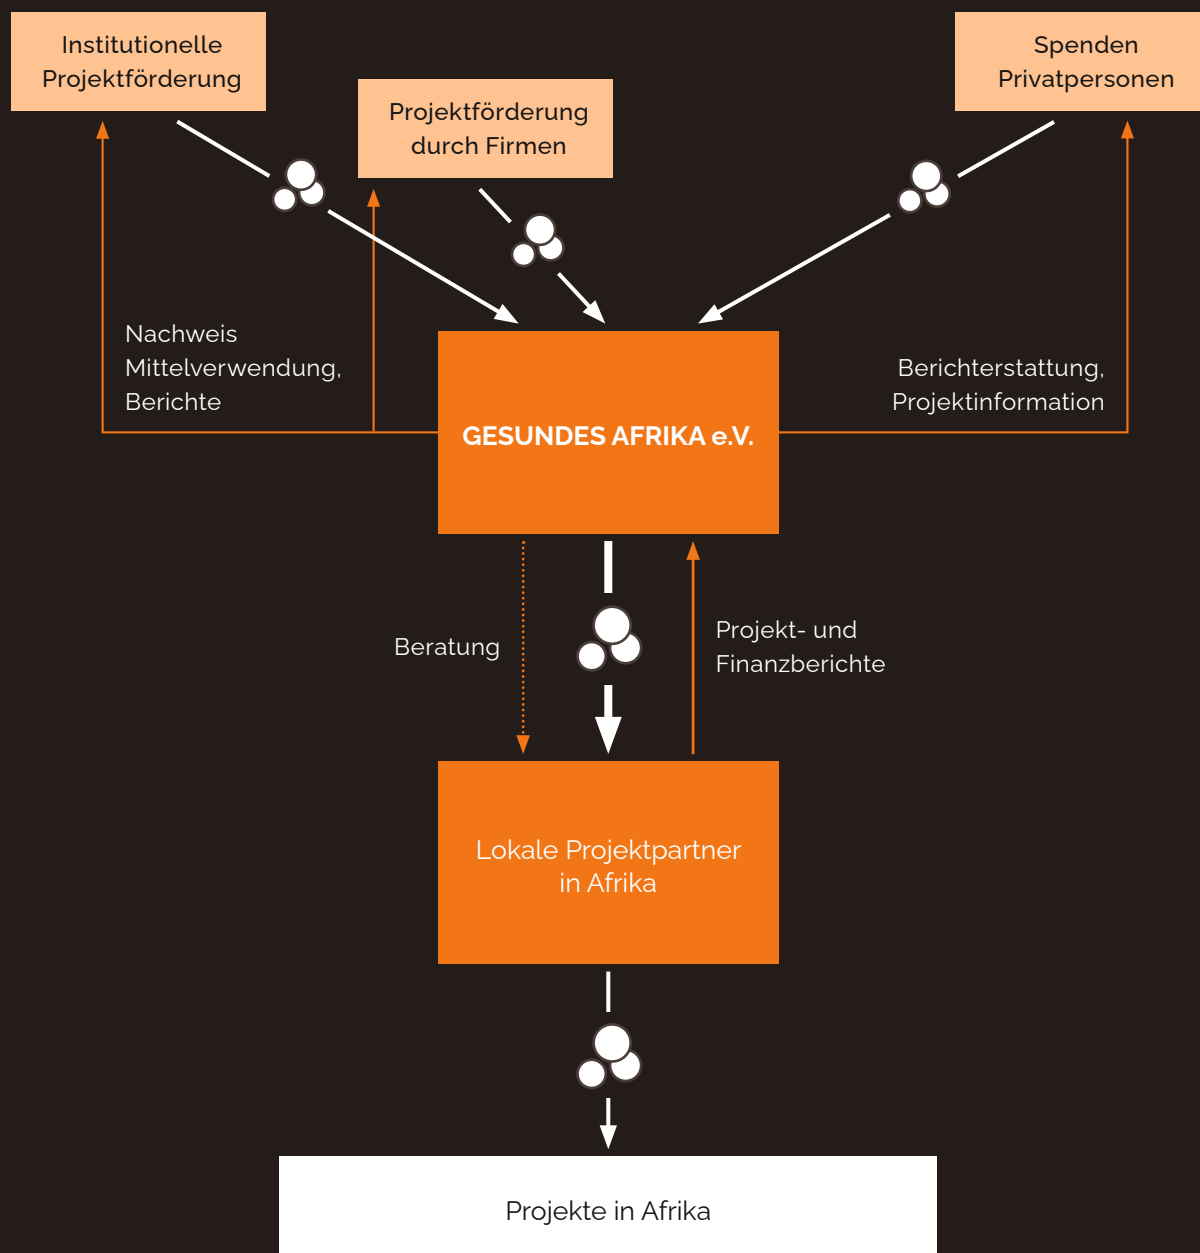 Institutionelle
Projektförderung
Projektförderung
durch Firmen
Spenden
Privatpersonen
Nachweis
Mittelverwendung,
Berichte
Berichterstattung,
Projektinformation
GESUNDES AFRIKA e.V.
Beratung
Projekt- und
Finanzberichte
Lokale Projektpartner
in Afrika
Projekte in Afrika